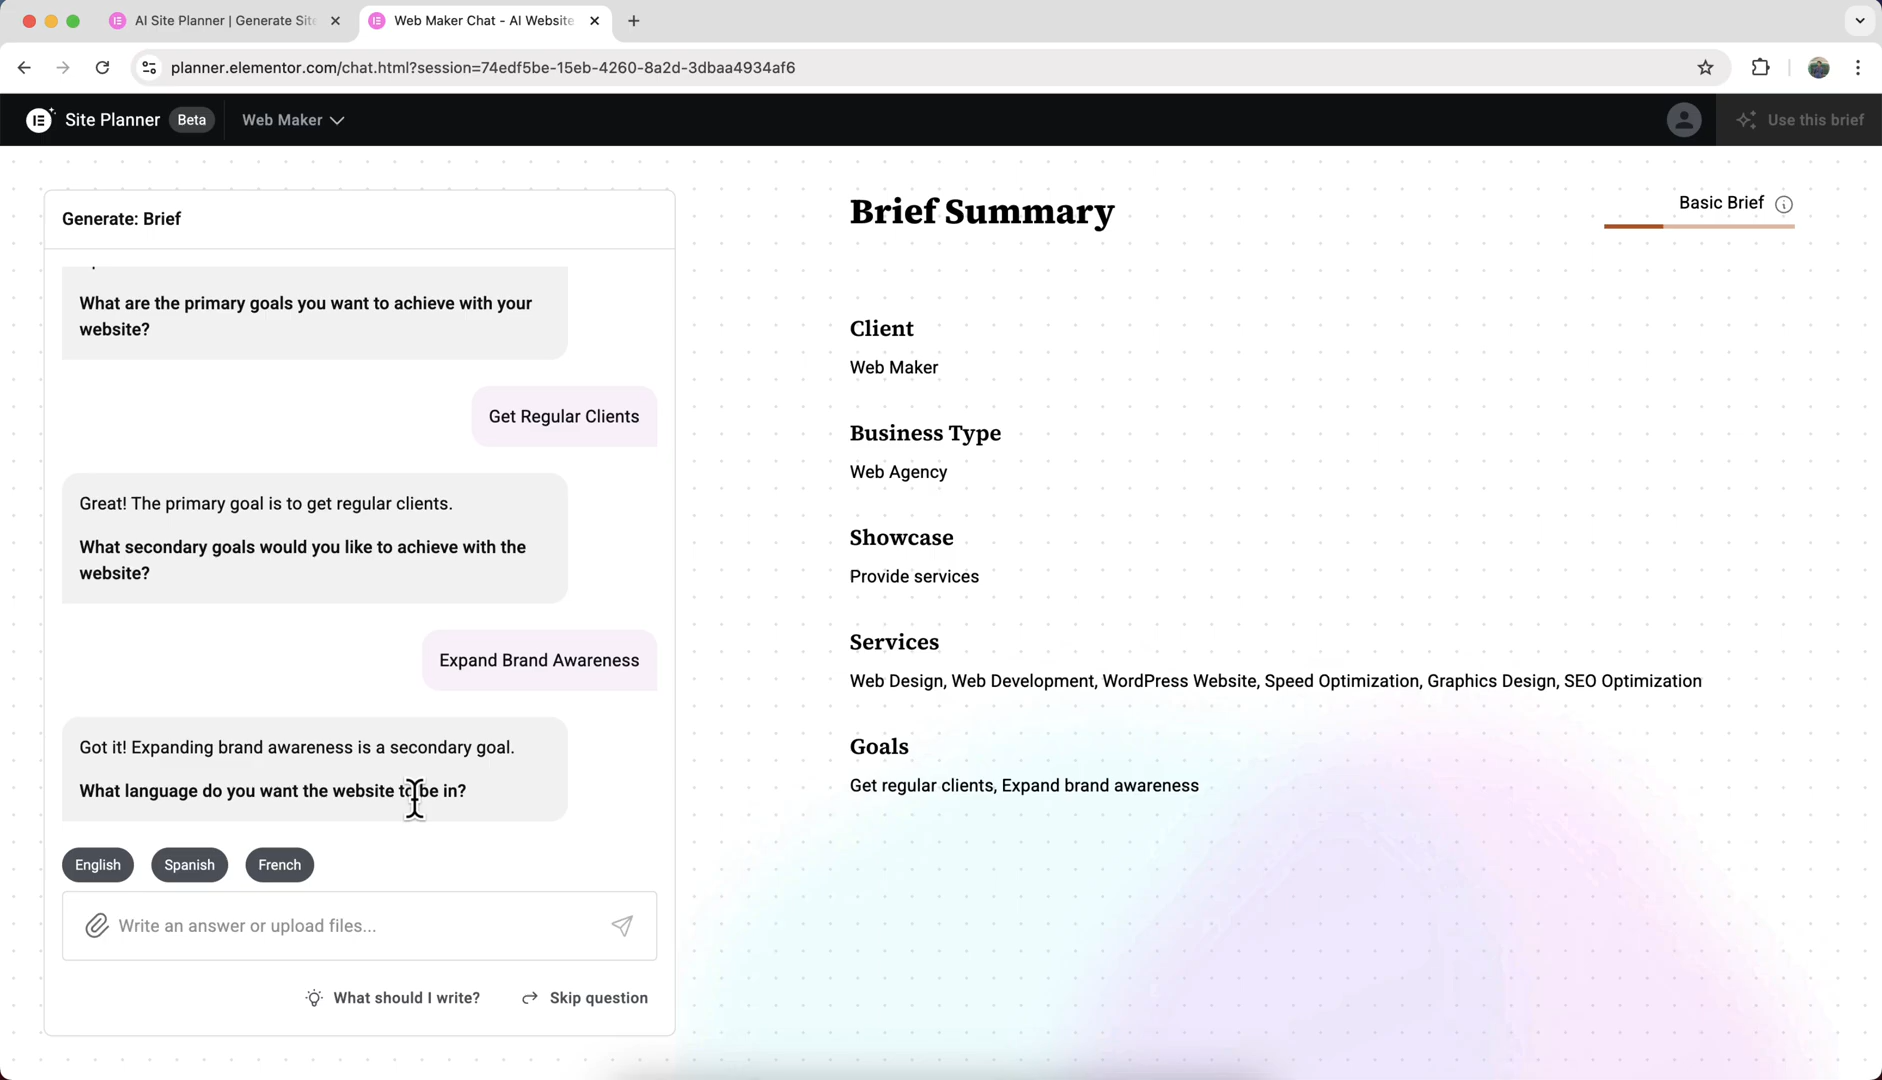 AI Site Planner | Generate Site
Web Maker Chat - AI Website
planner.elementor.com/chat.html?session=74edf5be-15eb-4260-8a2d-3dbaa4934af6
Site Planner Beta Web Maker Use this brief
Generate: Brief
What are the primary goals you want to achieve with your
website?
Get Regular Clients
Great! The primary goal is to get regular clients.
What secondary goals would you like to achieve with the
website?
Expand Brand Awareness
Got it! Expanding brand awareness is a secondary goal.
What language do you want the website to be in?
English Spanish French
Write an answer or upload files...
What should I write? Skip question
Brief Summary
Basic Brief
Client
Web Maker
Business Type
Web Agency
Showcase
Provide services
Services
Web Design, Web Development, WordPress Website, Speed Optimization, Graphics Design, SEO Optimization
Goals
Get regular clients, Expand brand awareness